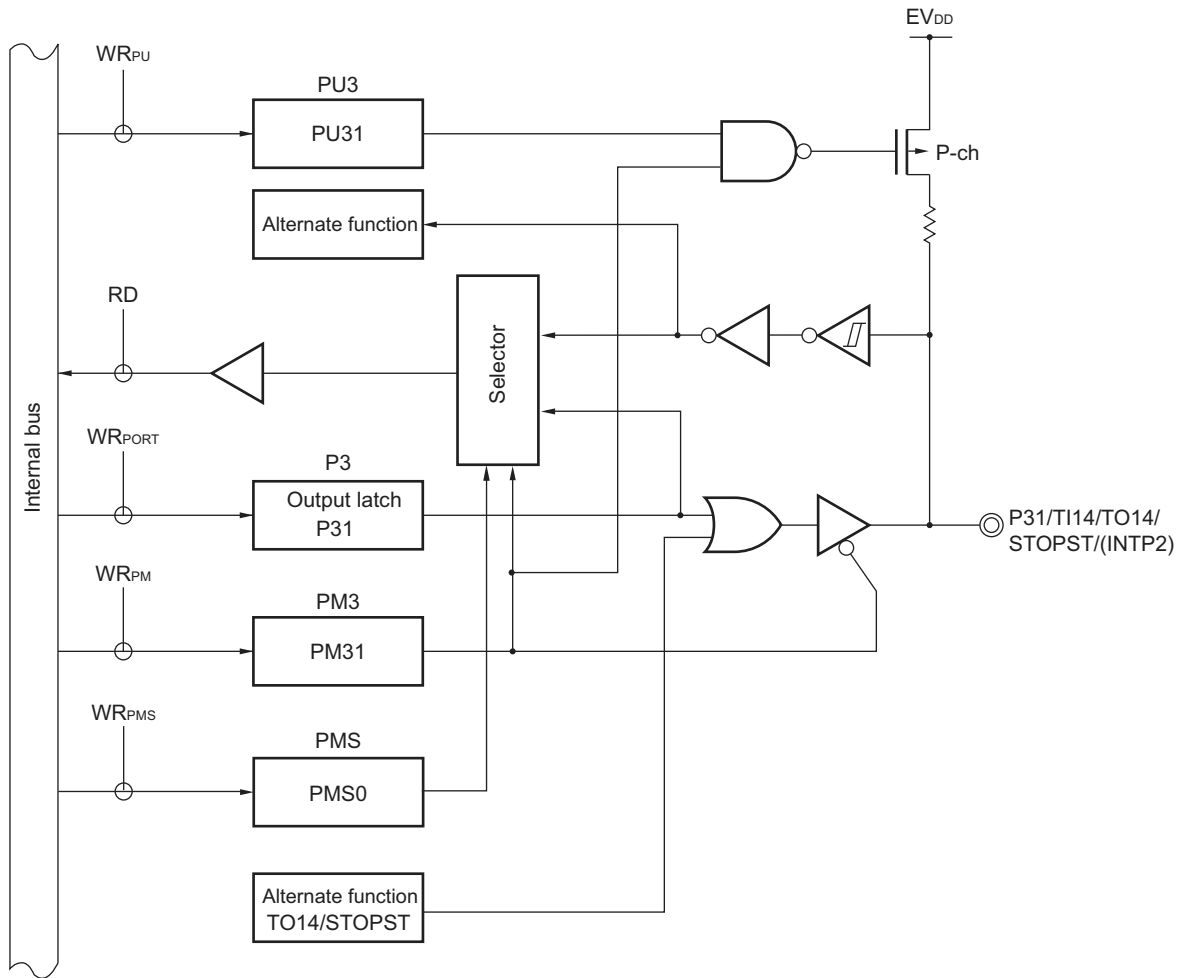 EVDD
WRPU
PU3
PU31
P-ch
Alternate function
RD
Selector
Internal bus
WRPORT
P3
Output latch
P31
P31/TI14/TO14/
STOPST/(INTP2)
WRPM
PM3
PM31
WRPMS
PMS
PMS0
Alternate function
TO14/STOPST